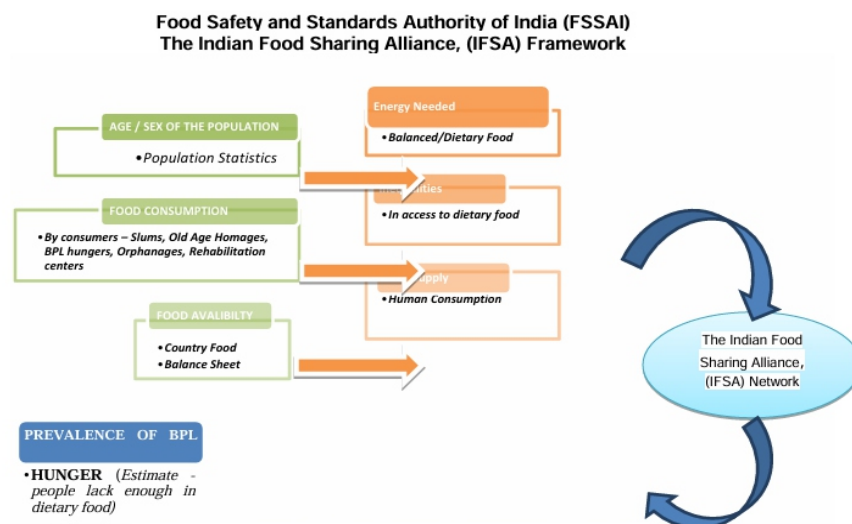 Food Safety and Standards Authority of India (FSSAI)
The Indian Food Sharing Alliance, (IFSA) Framework
AGE / SEX OF THE POPULATION
•Population Statistics
Energy Needed
•Balanced/Dietary Food
FOOD CONSUMPTION
•By consumers – Slums, Old Age Homages,
BPL hungers, Orphanages, Rehabilitation
centers
•In access to dietary food
FOOD AVALIBILTY
•Country Food
•Balance Sheet
•Human Consumption
The Indian Food
Sharing Alliance,
(IFSA) Network
PREVALENCE OF BPL
•HUNGER (Estimate -
people lack enough in
dietary food)